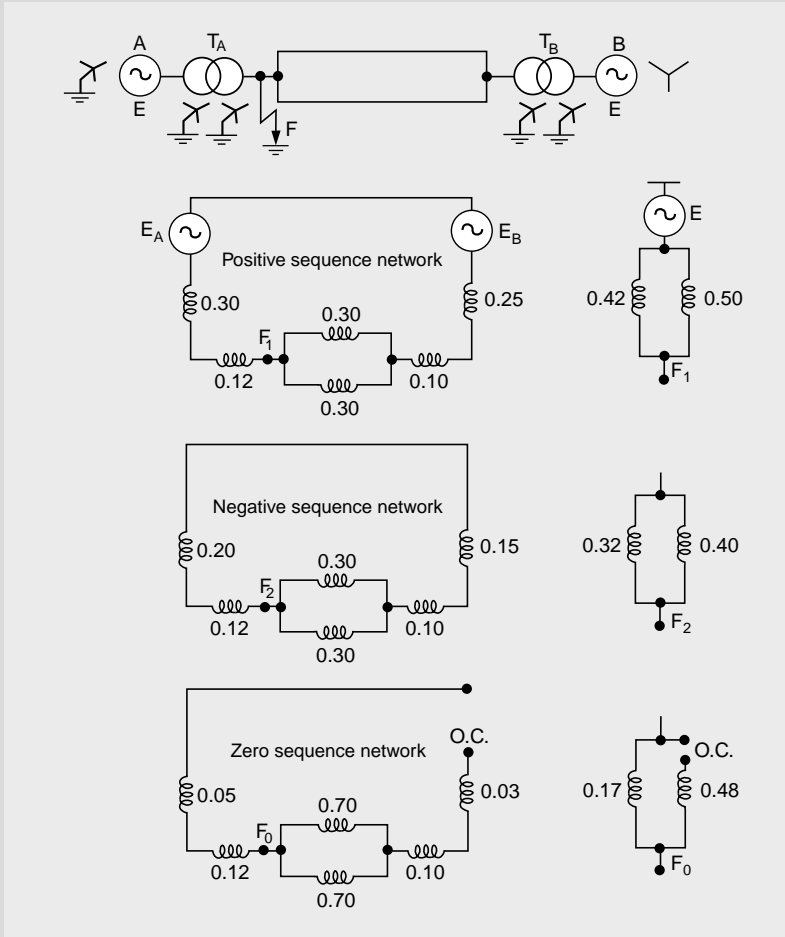 A T_A T_B B
E F E
E_A E_B E
Positive sequence network
0.30 0.30 0.25 0.42 0.50
F_1
0.12 0.10 F_1
0.30
Negative sequence network
0.20 0.30 0.15 0.32 0.40
F_2
0.12 0.10 F_2
0.30
O.C. O.C.
Zero sequence network
0.05 0.70 0.03 0.17 0.48
F_0
0.12 0.10 F_0
0.70